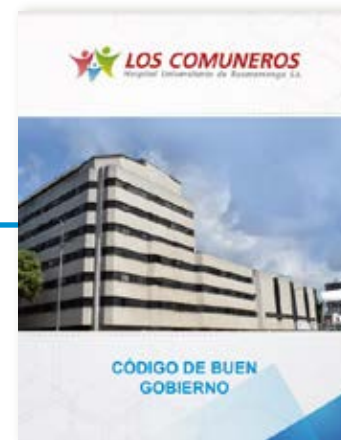 LOS COMUNEROS
Hospital Universitario de Bucaramanga S.A.
CÓDIGO DE BUEN
GOBIERNO